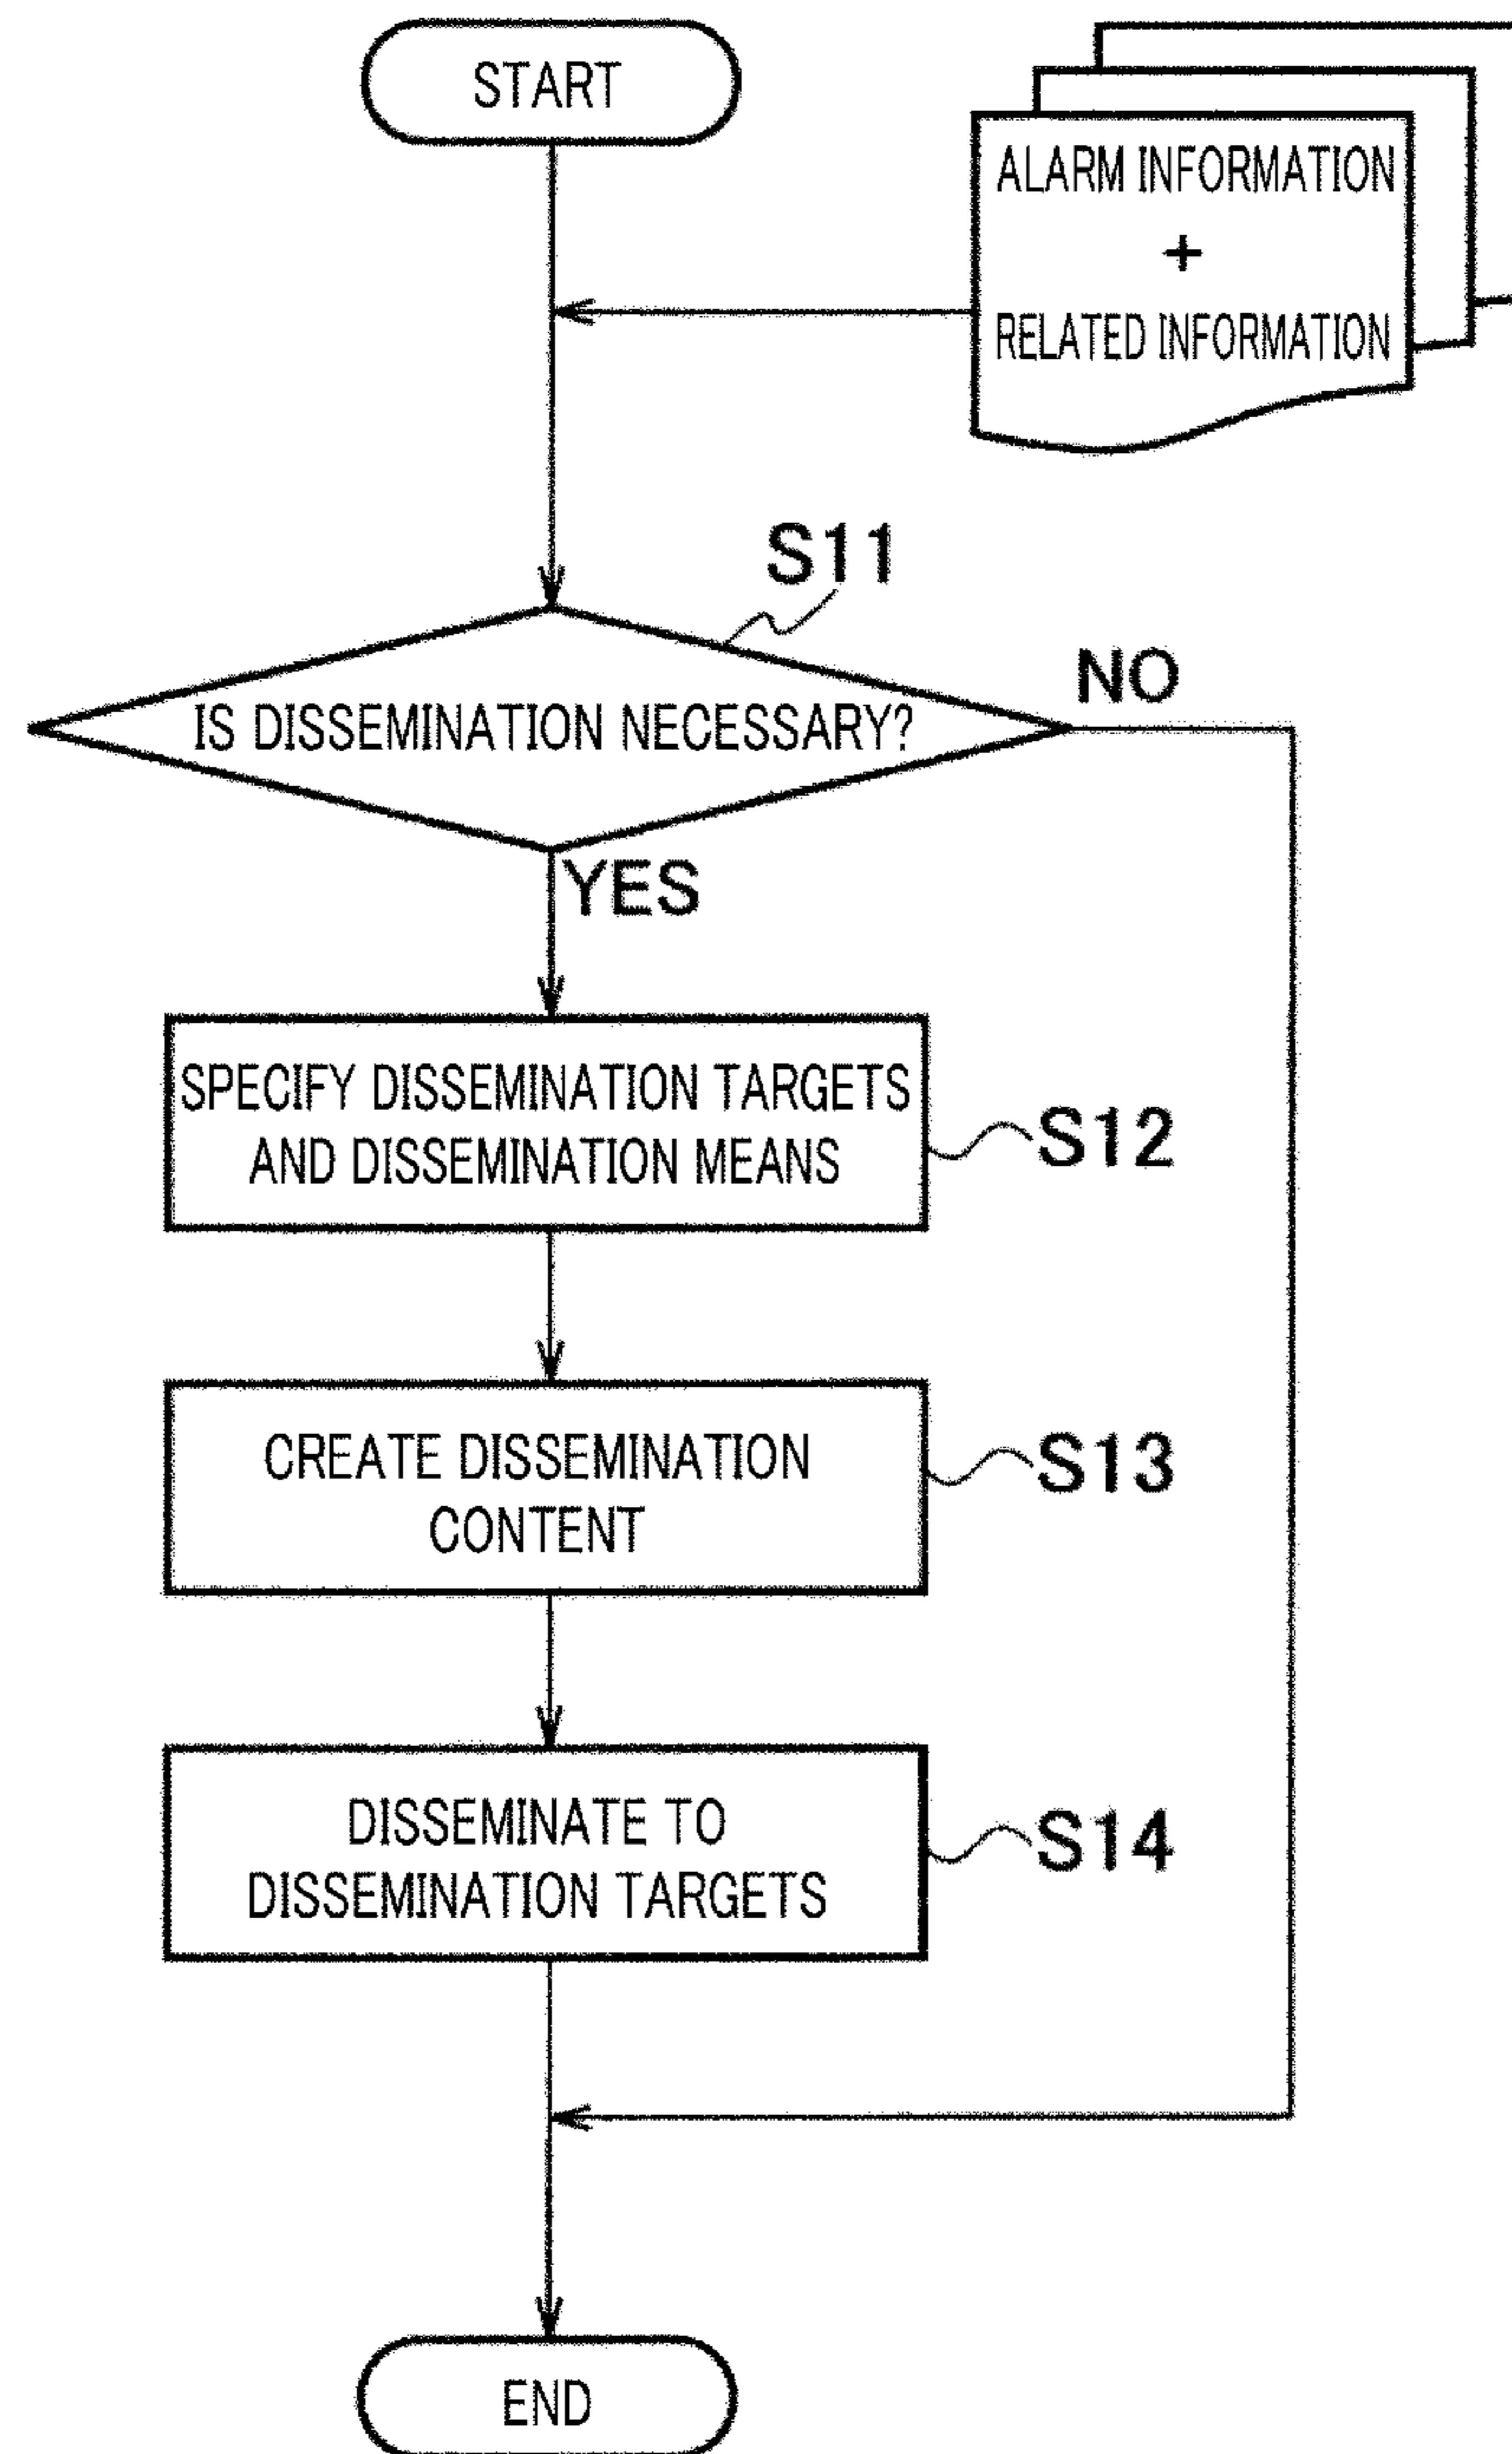 START
ALARM INFORMATION
+
RELATED INFORMATION
S11
IS DISSEMINATION NECESSARY?
NO
YES
SPECIFY DISSEMINATION TARGETS
AND DISSEMINATION MEANS
S12
CREATE DISSEMINATION
CONTENT
S13
DISSEMINATE TO
DISSEMINATION TARGETS
S14
END